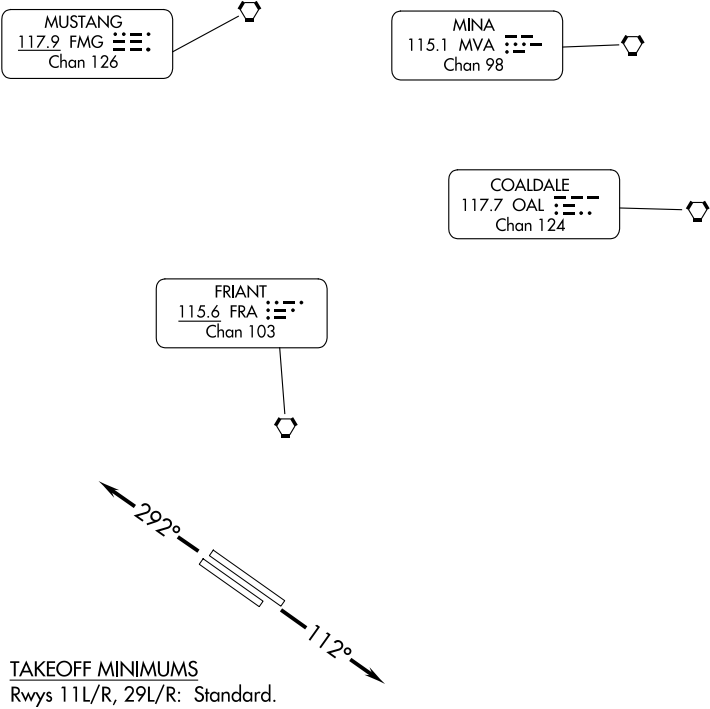 MUSTANG
117.9 FMG
Chan 126
MINA
115.1 MVA
Chan 98
COALDALE
117.7 OAL
Chan 124
FRIANT
115.6 FRA
Chan 103
292°
112°
TAKEOFF MINIMUMS
Rwys 11L/R, 29L/R: Standard.